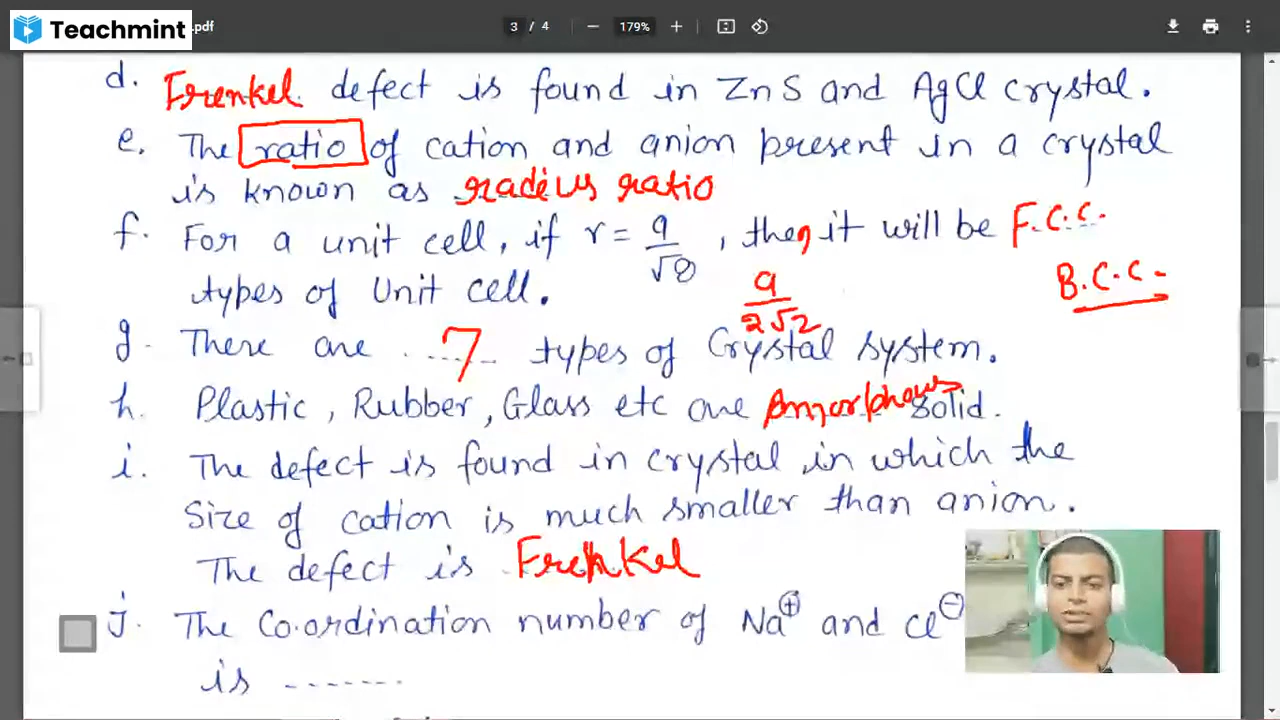 Teachmint
.pdf
3 / 4
179%
d. Frenkel defect is found in ZnS and AgCl crystal.
e. The ratio of cation and anion present in a crystal
is known as radius ratio
f. For a unit cell, if r = a/√8, then it will be F.C.C.
a/2√2
B.C.C.
types of Unit cell.
g. There are ..7.. types of Crystal system.
h. Plastic, Rubber, Glass etc are Amorphous solid.
i. The defect is found in crystal in which the
Size of cation is much smaller than anion.
The defect is Frenkel
j. The Co.ordination number of Na⊕ and Cl⊖
is -------